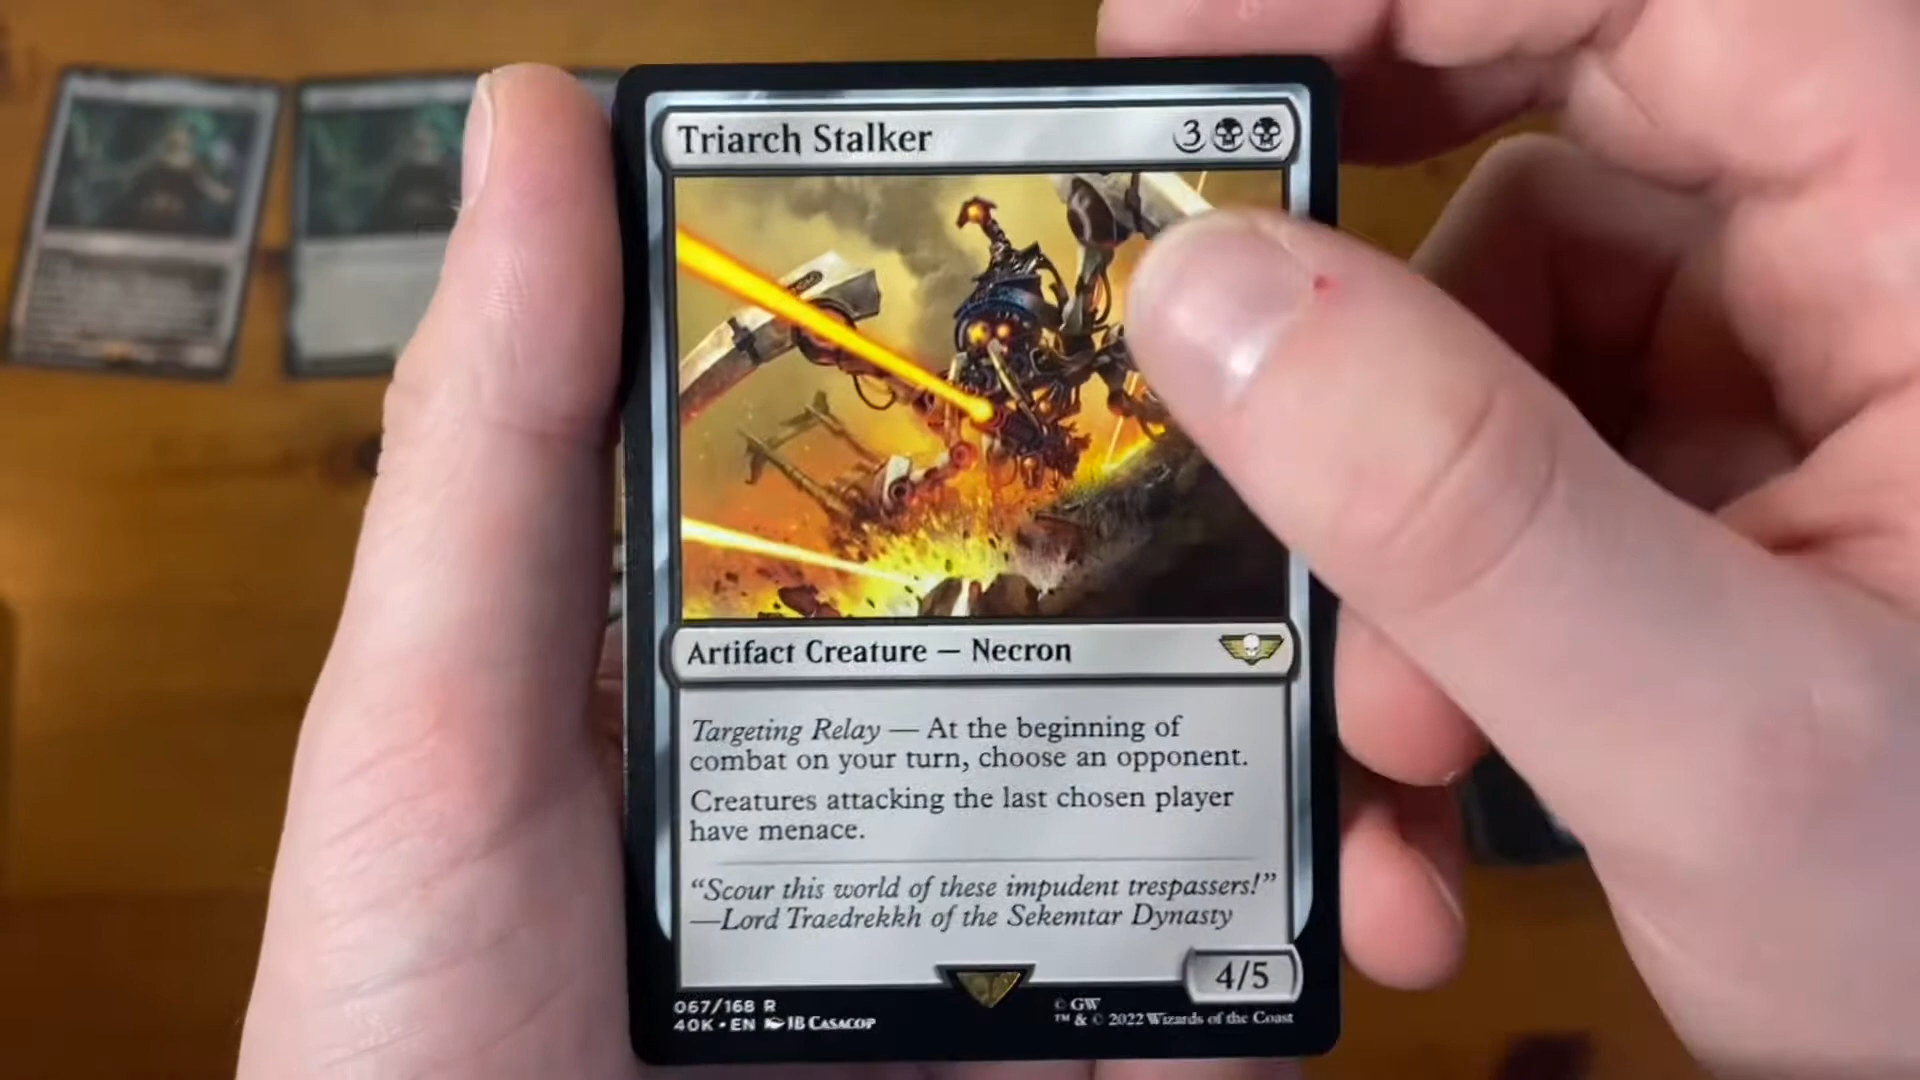 Triarch Stalker 3
Artifact Creature — Necron
Targeting Relay — At the beginning of
combat on your turn, choose an opponent.
Creatures attacking the last chosen player
have menace.
“Scour this world of these impudent trespassers!”
—Lord Traedrekkh of the Sekemtar Dynasty
4/5
067/168 R
40K • EN JB Casacop
© GW
™ & © 2022 Wizards of the Coast